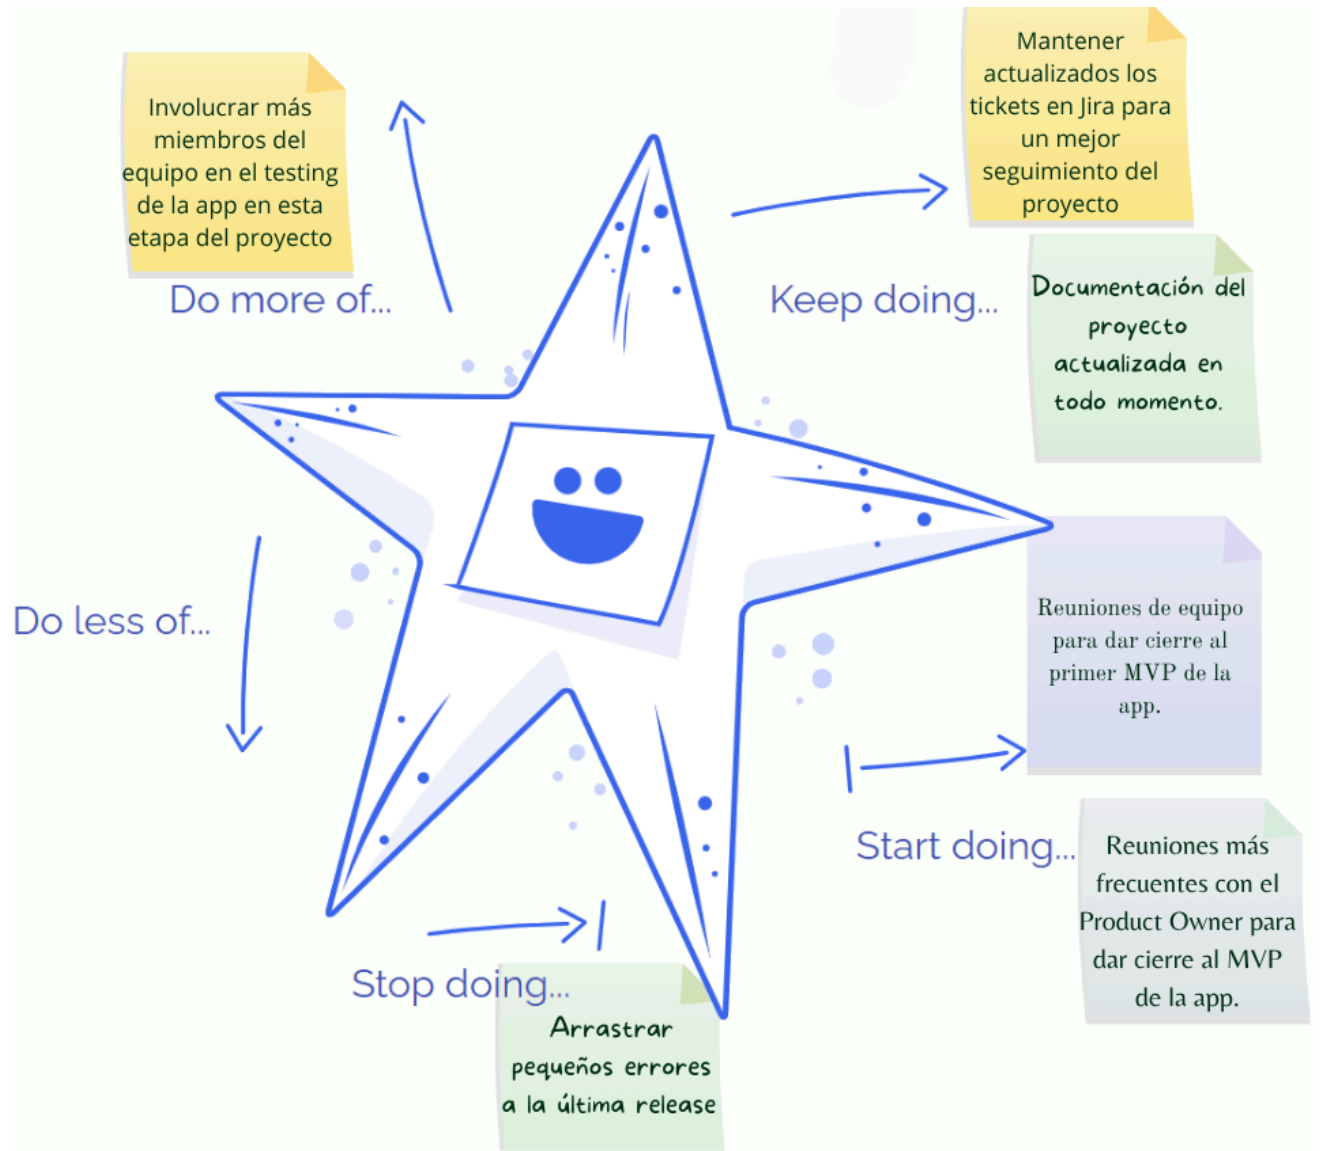 Involucrar más
miembros del
equipo en el testing
de la app en esta
etapa del proyecto
Do more of...
Mantener
actualizados los
tickets en Jira para
un mejor
seguimiento del
proyecto
Keep doing...
Documentación del
proyecto
actualizada en
todo momento.
Do less of...
Reuniones de equipo
para dar cierre al
primer MVP de la
app.
Start doing...
Reuniones más
frecuentes con el
Product Owner para
dar cierre al MVP
de la app.
Stop doing...
Arrastrar
pequeños errores
a la última release